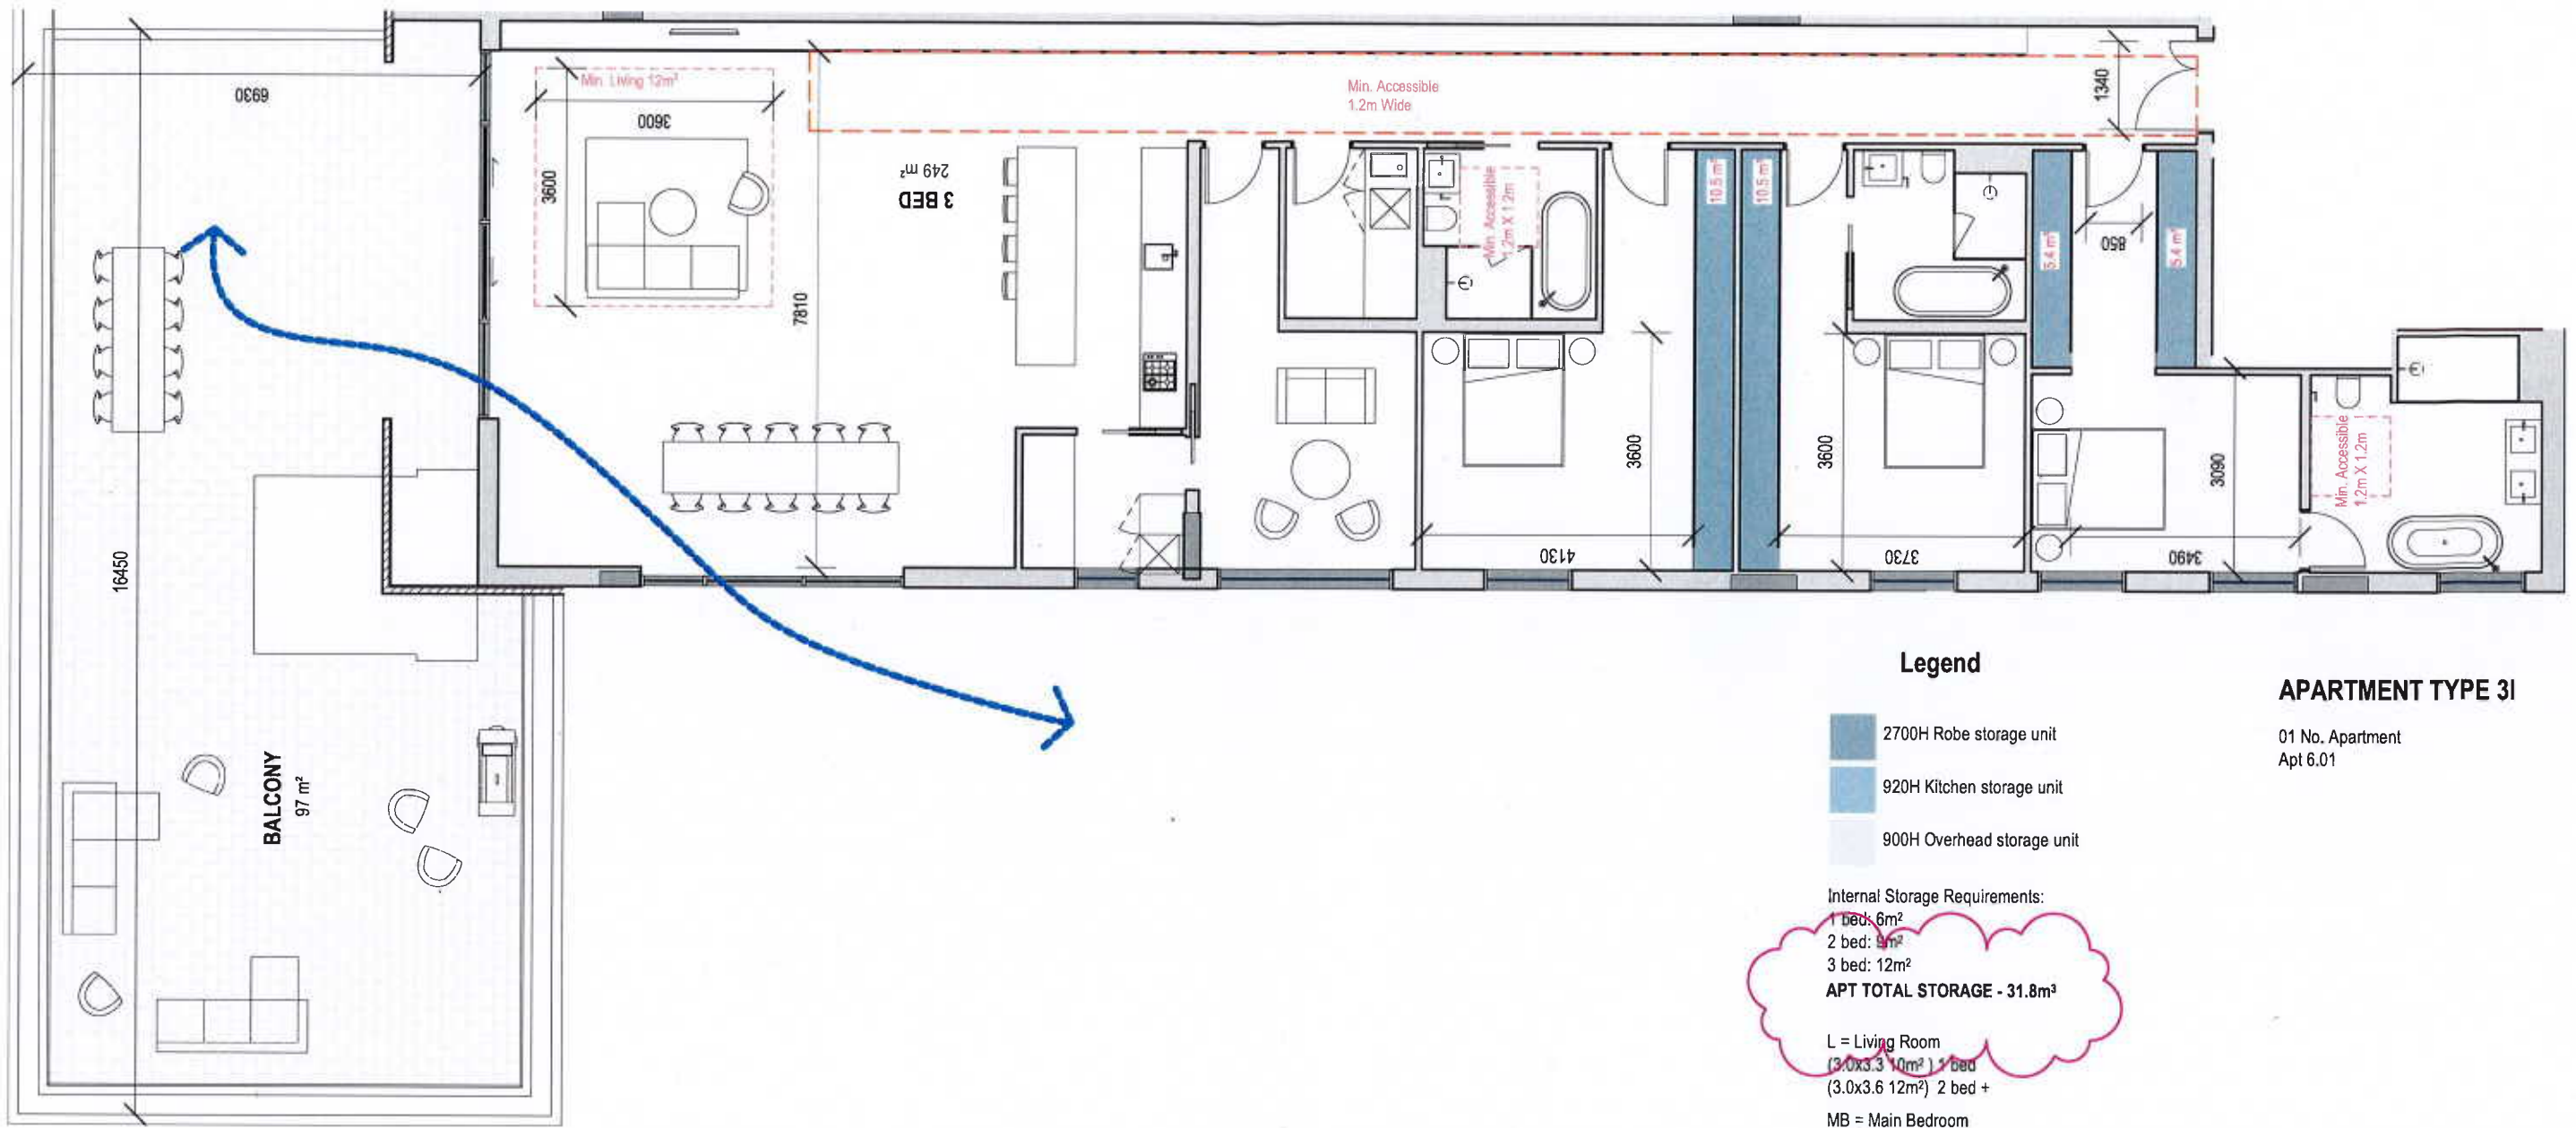 6930
Min. Living 12m²
3600
3600
7810
3 BED
249 m²
Min. Accessible
1.2m Wide
1340
Min. Accessible
1.2m X 1.2m
10.5 m²
10.5 m²
5.4 m²
850
5.4 m²
16450
4130
3600
3600
3730
3490
3090
Min. Accessible
1.2m X 1.2m
BALCONY
97 m²
Legend
2700H Robe storage unit
920H Kitchen storage unit
900H Overhead storage unit
APARTMENT TYPE 3I
01 No. Apartment
Apt 6.01
Internal Storage Requirements:
1 bed: 6m²
2 bed: 9m²
3 bed: 12m²
APT TOTAL STORAGE - 31.8m³
L = Living Room
(3.0x3.3 10m² ) 1 bed
(3.0x3.6 12m²) 2 bed +
MB = Main Bedroom